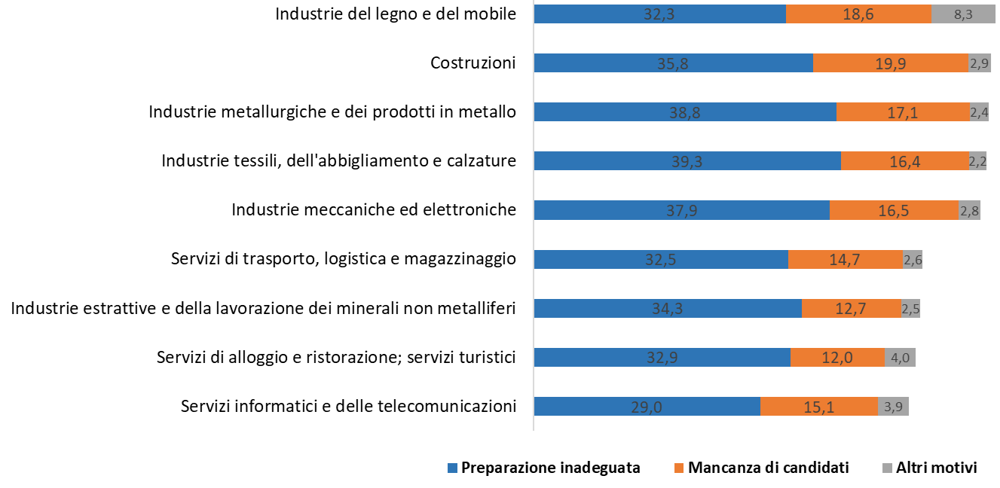 Industrie del legno e del mobile 32,3 18,6 8,3
Costruzioni 35,8 19,9 2,9
Industrie metallurgiche e dei prodotti in metallo 38,8 17,1 2,4
Industrie tessili, dell'abbigliamento e calzature 39,3 16,4 2,2
Industrie meccaniche ed elettroniche 37,9 16,5 2,8
Servizi di trasporto, logistica e magazzinaggio 32,5 14,7 2,6
Industrie estrattive e della lavorazione dei minerali non metalliferi 34,3 12,7 2,5
Servizi di alloggio e ristorazione; servizi turistici 32,9 12,0 4,0
Servizi informatici e delle telecomunicazioni 29,0 15,1 3,9
Preparazione inadeguata Mancanza di candidati Altri motivi